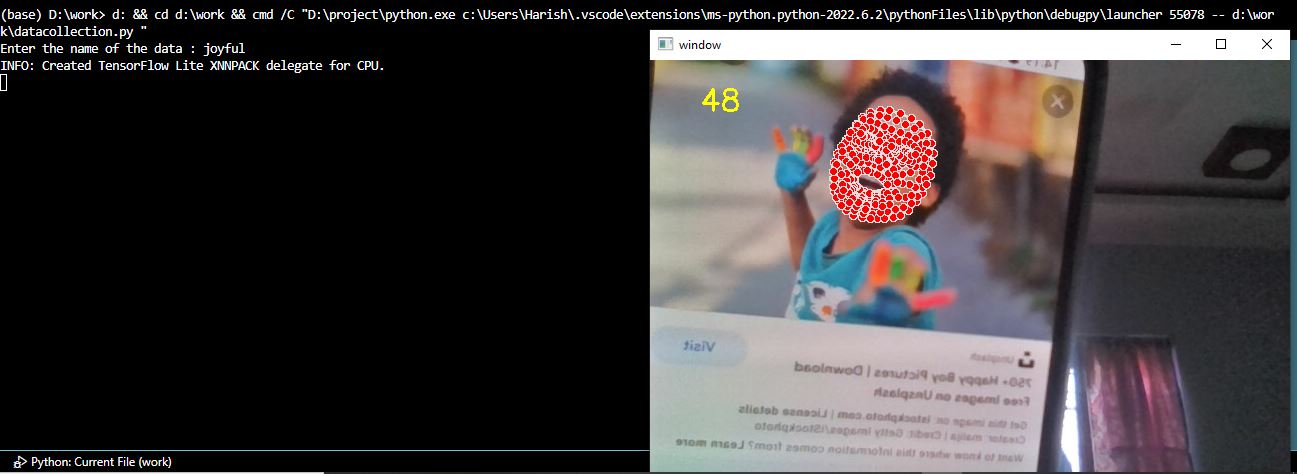 (base) D:\work> d: && cd d:\work && cmd /C "D:\project\python.exe c:\Users\Harish\.vscode\extensions\ms-python.python-2022.6.2\pythonFiles\lib\python\debugpy\launcher 55078 -- d:\wor
k\datacollection.py "
Enter the name of the data : joyful
INFO: Created TensorFlow Lite XNNPACK delegate for CPU.
window
14:19
48
Visit
Unsplash
750+ Happy Boy Pictures | Download
Free Images on Unsplash
Get this image on: istockphoto.com | License details
Creator: malija | Credit: Getty Images/iStockphoto
Want to know where this information comes from? Learn more
Python: Current File (work)